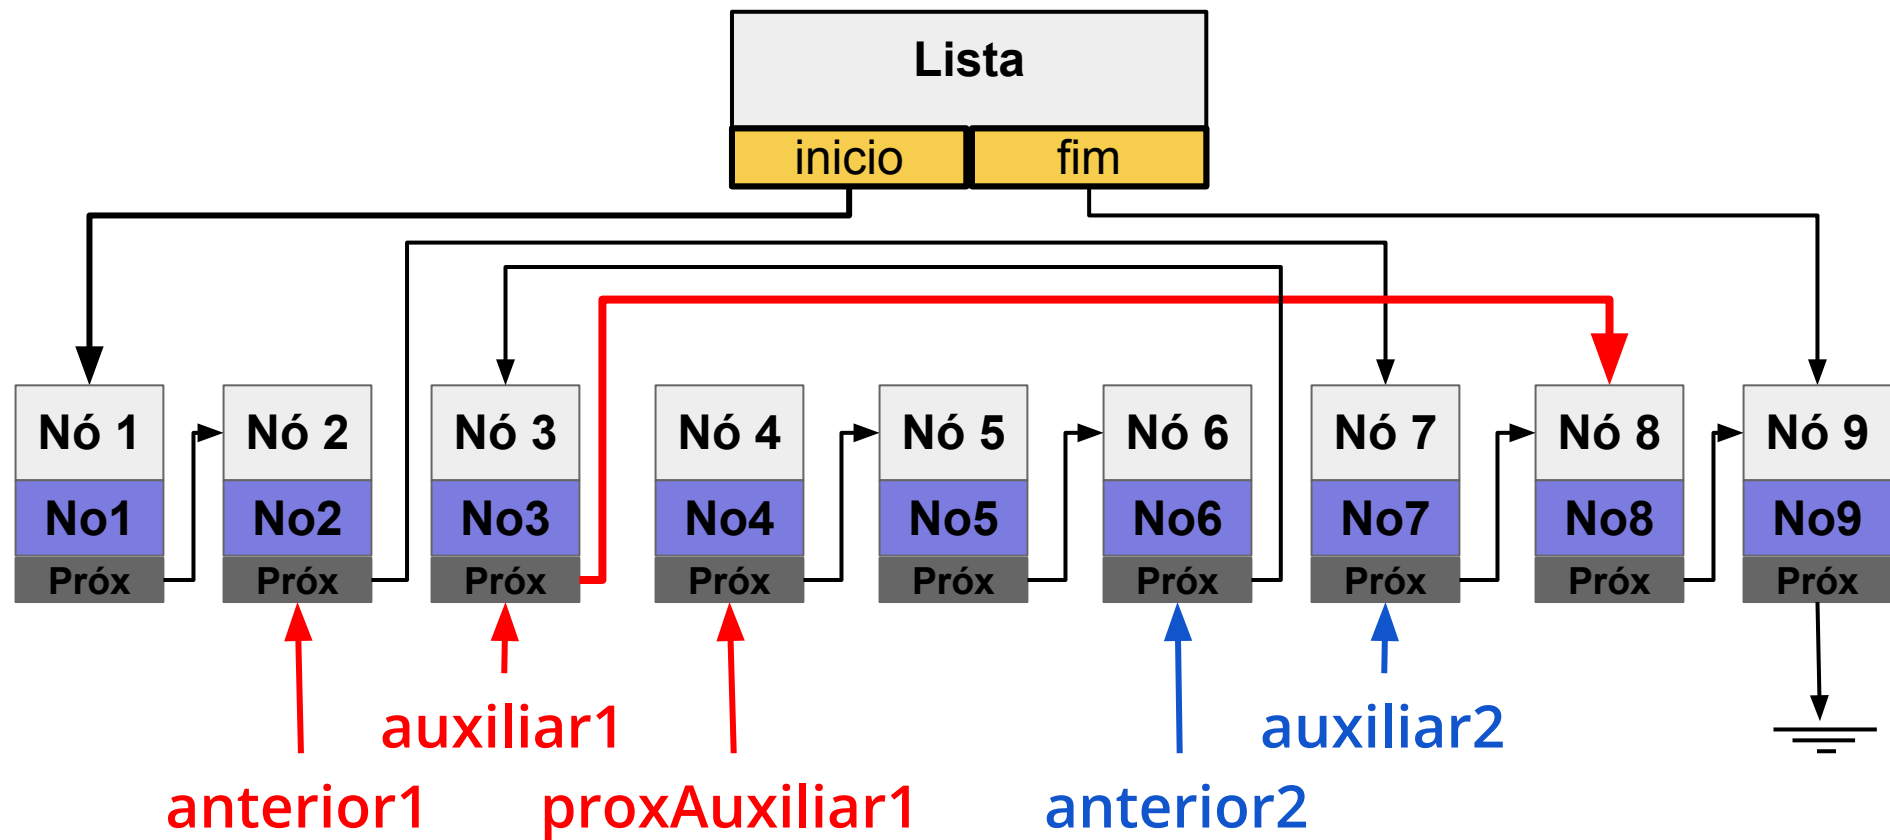 Lista
inicio fim
Nó 1 Nó 2 Nó 3 Nó 4 Nó 5 Nó 6 Nó 7 Nó 8 Nó 9
No1 No2 No3 No4 No5 No6 No7 No8 No9
Próx Próx Próx Próx Próx Próx Próx Próx Próx
auxiliar1 auxiliar2
anterior1 proxAuxiliar1 anterior2